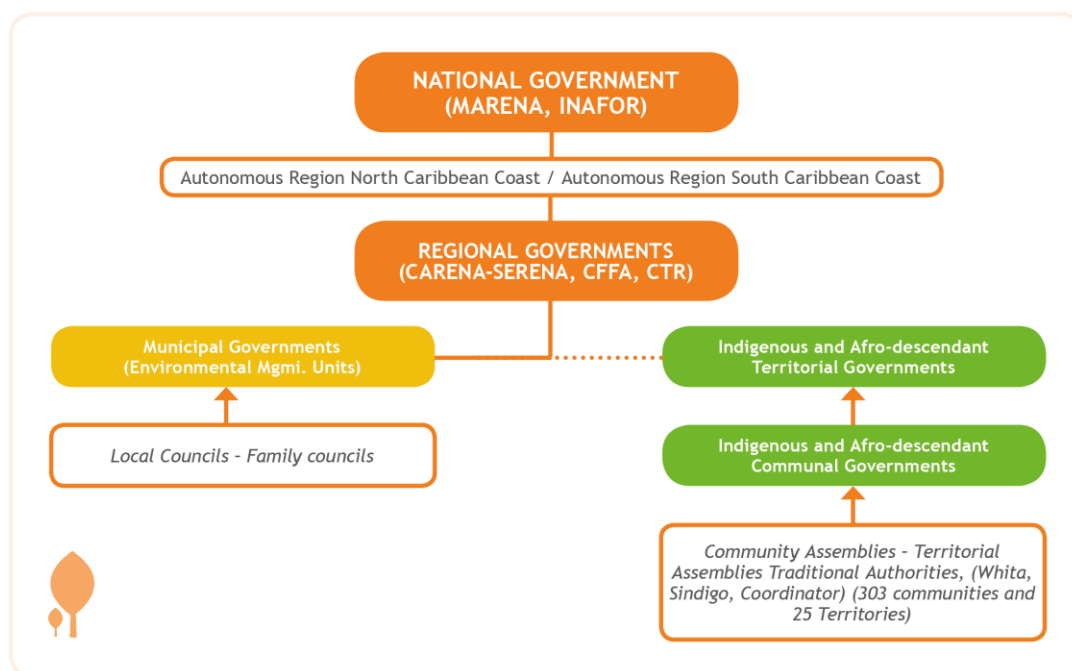 NATIONAL GOVERNMENT
(MARENA, INAFOR)
Autonomous Region North Caribbean Coast / Autonomous Region South Caribbean Coast
REGIONAL GOVERNMENTS
(CARENA-SERENA, CFFA, CTR)
Municipal Governments
(Environmental Mgmi. Units)
Indigenous and Afro-descendant
Territorial Governments
Local Councils – Family councils
Indigenous and Afro-descendant
Communal Governments
Community Assemblies – Territorial
Assemblies Traditional Authorities, (Whita,
Sindigo, Coordinator) (303 communities and
25 Territories)